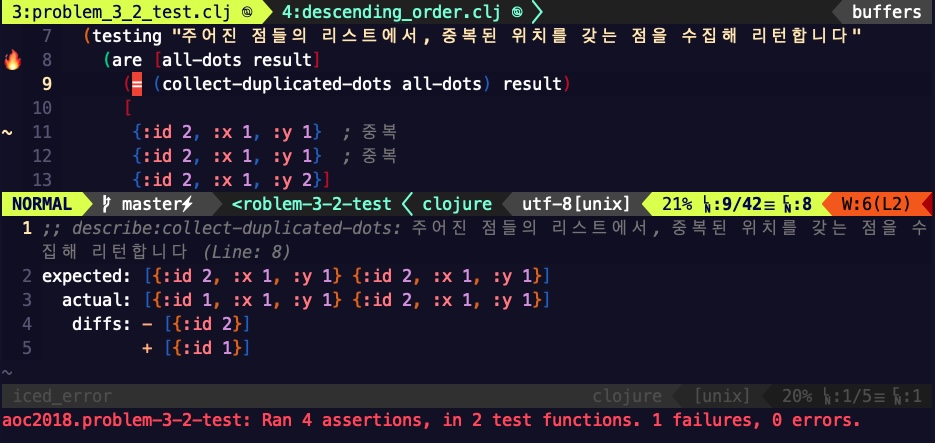 3:problem_3_2_test.clj 4:descending_order.clj buffers
7 (testing "주어진 점들의 리스트에서, 중복된 위치를 갖는 점을 수집해 리턴합니다"
8 (are [all-dots result]
9 (= (collect-duplicated-dots all-dots) result)
10 [
~ 11 {:id 2, :x 1, :y 1} ; 중복
12 {:id 2, :x 1, :y 1} ; 중복
13 {:id 2, :x 1, :y 2}]
NORMAL master⚡ <roblem-3-2-test clojure utf-8[unix] 21% ㏑:9/42≡ ℅:8 W:6(L2)
1 ;; describe:collect-duplicated-dots: 주어진 점들의 리스트에서, 중복된 위치를 갖는 점을 수
집해 리턴합니다 (Line: 8)
2 expected: [{:id 2, :x 1, :y 1} {:id 2, :x 1, :y 1}]
3 actual: [{:id 1, :x 1, :y 1} {:id 2, :x 1, :y 1}]
4 diffs: - [{:id 2}]
5 + [{:id 1}]
~
iced_error clojure [unix] 20% ㏑:1/5≡ ℅:1
aoc2018.problem-3-2-test: Ran 4 assertions, in 2 test functions. 1 failures, 0 errors.